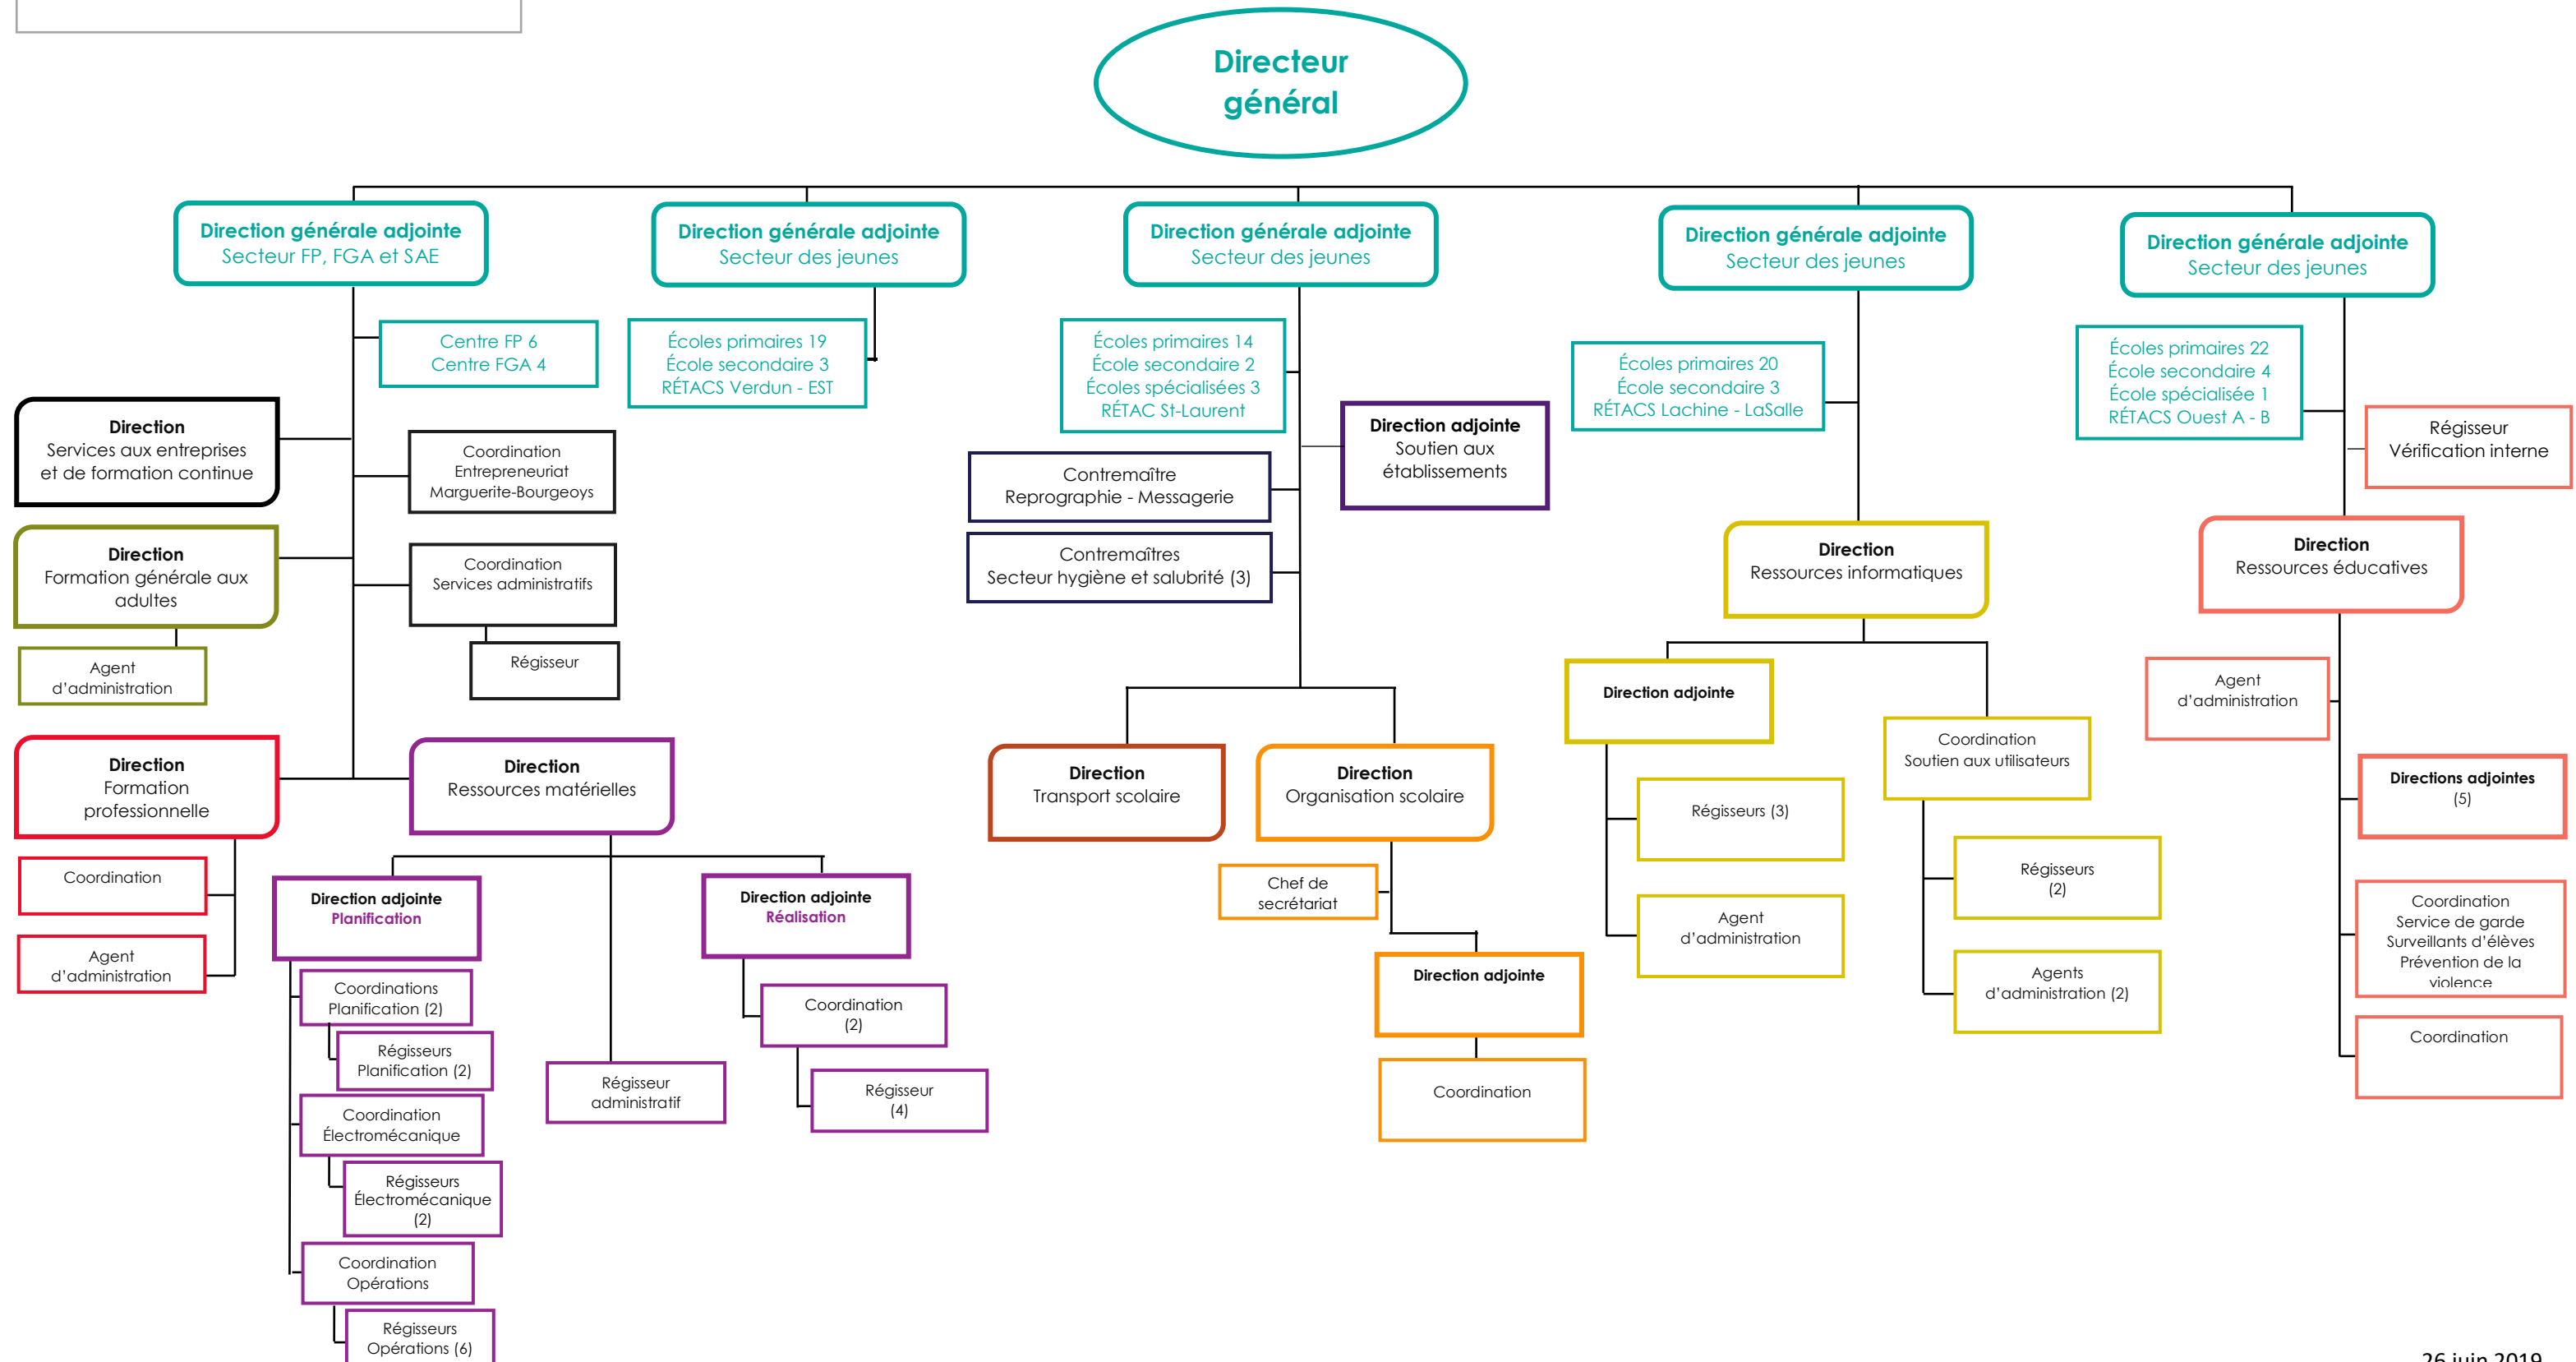 Directeur
général
Direction générale adjointe
Secteur FP, FGA et SAE
Direction générale adjointe
Secteur des jeunes
Direction générale adjointe
Secteur des jeunes
Direction générale adjointe
Secteur des jeunes
Direction générale adjointe
Secteur des jeunes
Centre FP 6
Centre FGA 4
Écoles primaires 19
École secondaire 3
RÉTACS Verdun - EST
Écoles primaires 14
École secondaire 2
Écoles spécialisées 3
RÉTAC St-Laurent
Écoles primaires 20
École secondaire 3
RÉTACS Lachine - LaSalle
Écoles primaires 22
École secondaire 4
École spécialisée 1
RÉTACS Ouest A - B
Direction
Services aux entreprises
et de formation continue
Coordination
Entrepreneuriat
Marguerite-Bourgeoys
Direction adjointe
Soutien aux
établissements
Régisseur
Vérification interne
Contremaître
Reprographie - Messagerie
Contremaîtres
Secteur hygiène et salubrité (3)
Direction
Formation générale aux
adultes
Coordination
Services administratifs
Régisseur
Agent
d'administration
Direction
Ressources informatiques
Direction
Ressources éducatives
Direction adjointe
Coordination
Soutien aux utilisateurs
Agent
d'administration
Direction
Formation
professionnelle
Direction
Ressources matérielles
Direction
Transport scolaire
Direction
Organisation scolaire
Régisseurs (3)
Directions adjointes
(5)
Coordination
Agent
d'administration
Direction adjointe
Planification
Direction adjointe
Réalisation
Chef de
secrétariat
Agent
d'administration
Régisseurs
(2)
Coordination
Service de garde
Surveillants d'élèves
Prévention de la
violence
Direction adjointe
Agents
d'administration (2)
Coordinations
Planification (2)
Régisseurs
Planification (2)
Coordination
(2)
Régisseur
administratif
Régisseur
(4)
Coordination
Coordination
Coordination
Électromécanique
Régisseurs
Électromécanique
(2)
Coordination
Opérations
Régisseurs
Opérations (6)
26 juin 2019